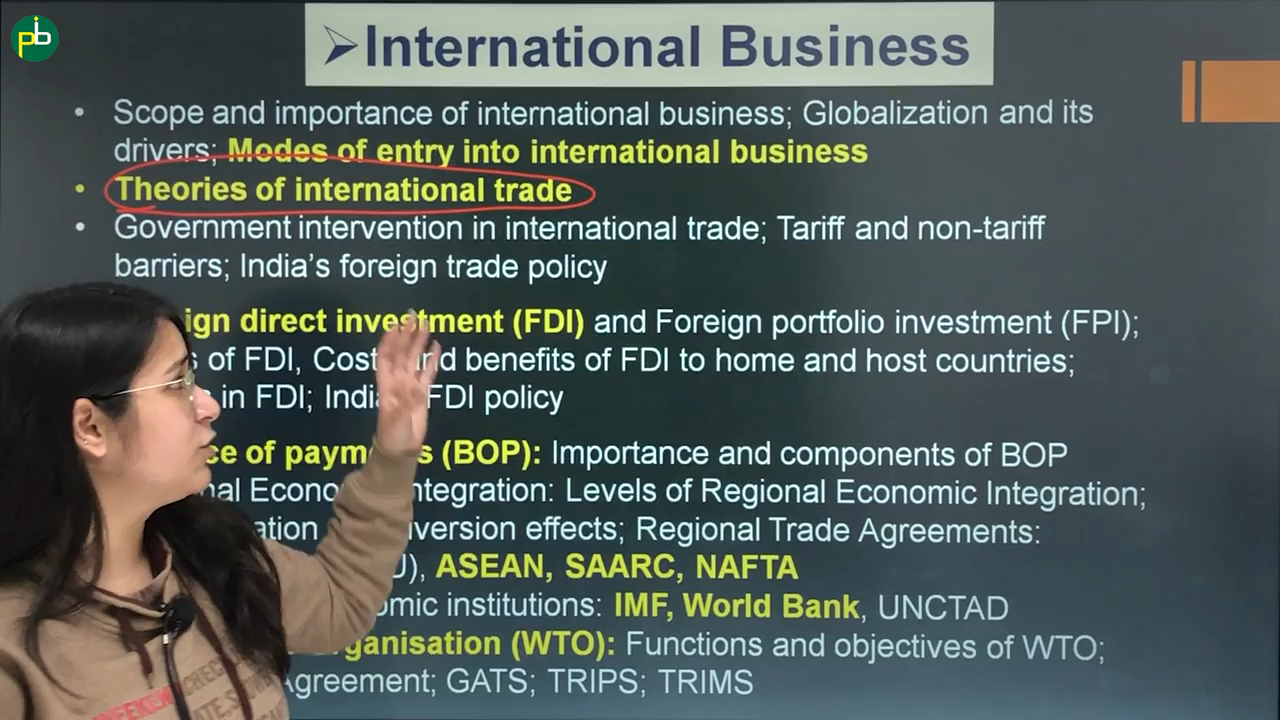 pib
International Business
• Scope and importance of international business; Globalization and its
drivers; Modes of entry into international business
• Theories of international trade
• Government intervention in international trade; Tariff and non-tariff
barriers; India's foreign trade policy
ign direct investment (FDI) and Foreign portfolio investment (FPI);
s of FDI, Cost and benefits of FDI to home and host countries;
in FDI; India FDI policy
ce of paym s (BOP): Importance and components of BOP
nal Econo ntegration: Levels of Regional Economic Integration;
ation iversion effects; Regional Trade Agreements:
U), ASEAN, SAARC, NAFTA
omic institutions: IMF, World Bank, UNCTAD
rganisation (WTO): Functions and objectives of WTO;
Agreement; GATS; TRIPS; TRIMS